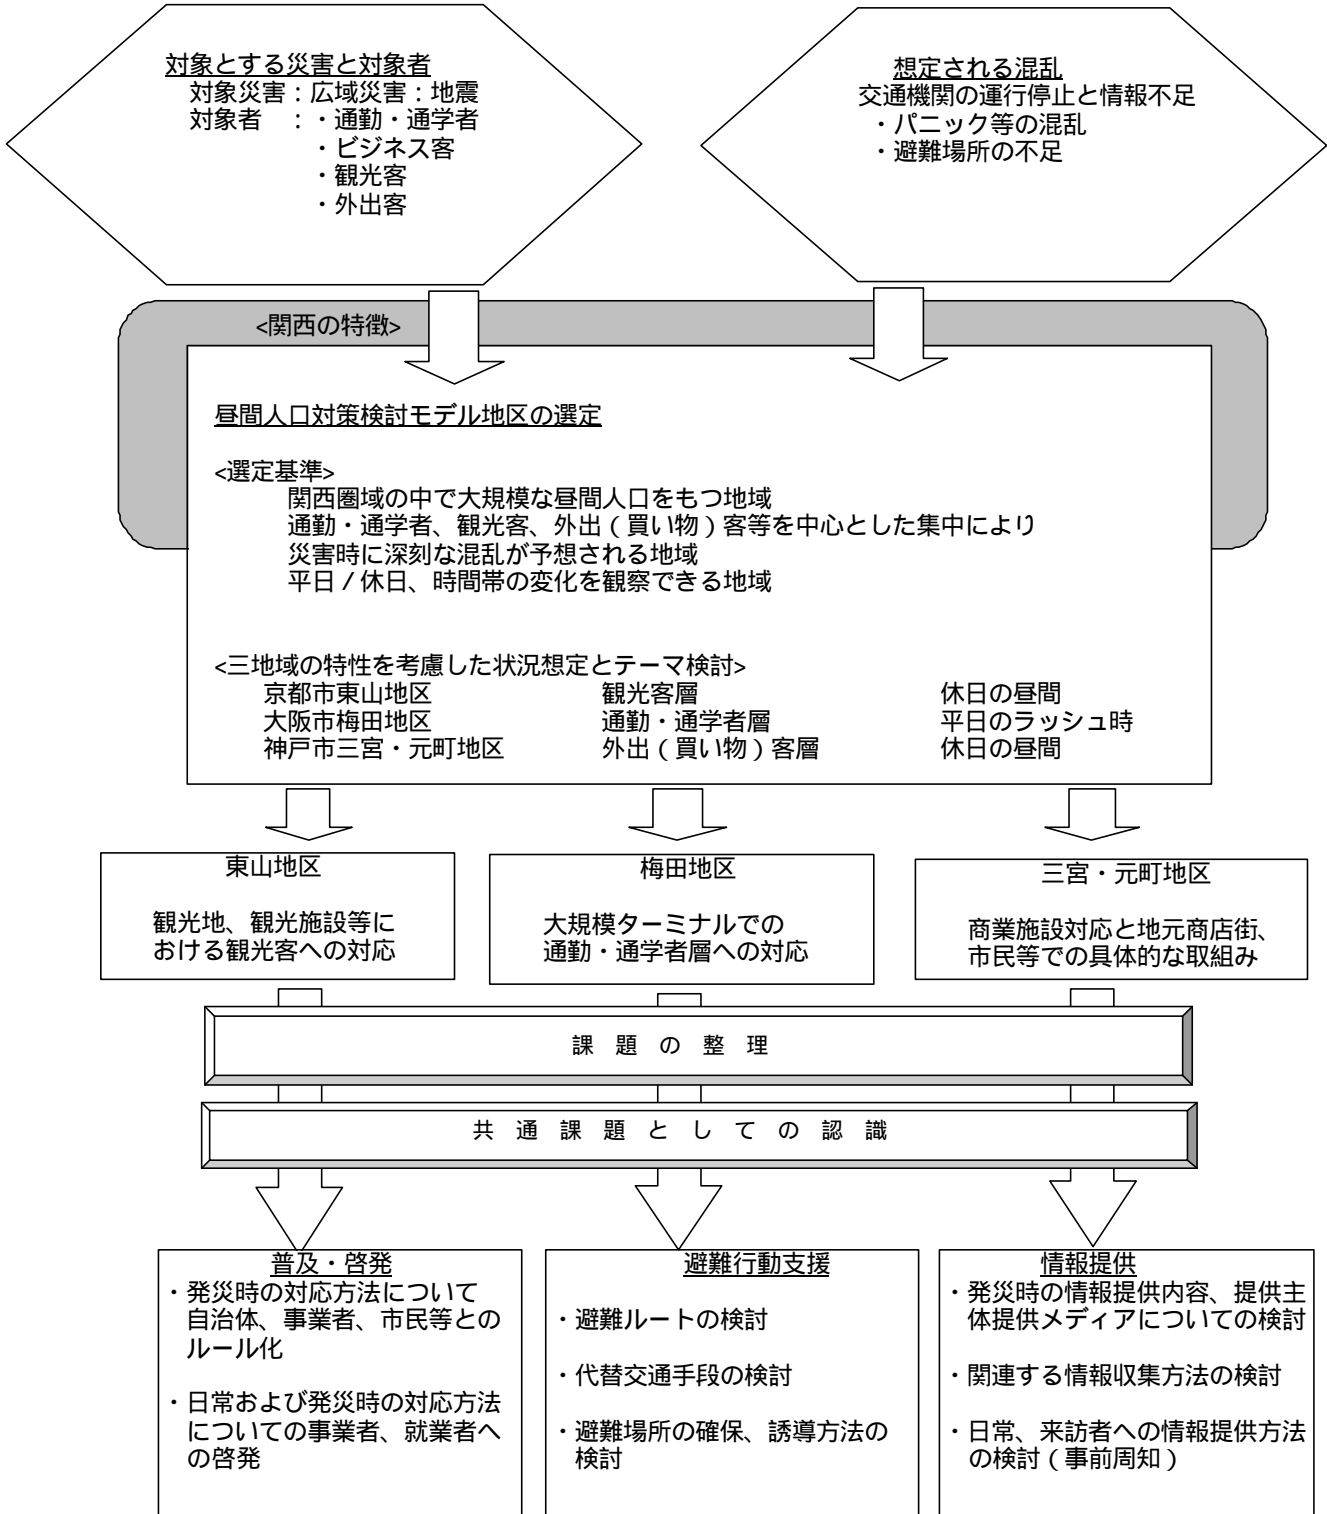 対象とする災害と対象者
対象災害：広域災害：地震
対象者　：・通勤・通学者
・ビジネス客
・観光客
・外出客
想定される混乱
交通機関の運行停止と情報不足
・パニック等の混乱
・避難場所の不足
<関西の特徴>
昼間人口対策検討モデル地区の選定
<選定基準>
関西圏域の中で大規模な昼間人口をもつ地域
通勤・通学者、観光客、外出（買い物）客等を中心とした集中により
災害時に深刻な混乱が予想される地域
平日／休日、時間帯の変化を観察できる地域
<三地域の特性を考慮した状況想定とテーマ検討>
京都市東山地区　観光客層　休日の昼間
大阪市梅田地区　通勤・通学者層　平日のラッシュ時
神戸市三宮・元町地区　外出（買い物）客層　休日の昼間
東山地区
観光地、観光施設等に
おける観光客への対応
梅田地区
大規模ターミナルでの
通勤・通学者層への対応
三宮・元町地区
商業施設対応と地元商店街、
市民等での具体的な取組み
課　題　の　整　理
共　通　課　題　と　し　て　の　認　識
普及・啓発
・発災時の対応方法について
自治体、事業者、市民等との
ルール化
・日常および発災時の対応方法
についての事業者、就業者へ
の啓発
避難行動支援
・避難ルートの検討
・代替交通手段の検討
・避難場所の確保、誘導方法の
検討
情報提供
・発災時の情報提供内容、提供主
体提供メディアについての検討
・関連する情報収集方法の検討
・日常、来訪者への情報提供方法
の検討（事前周知）